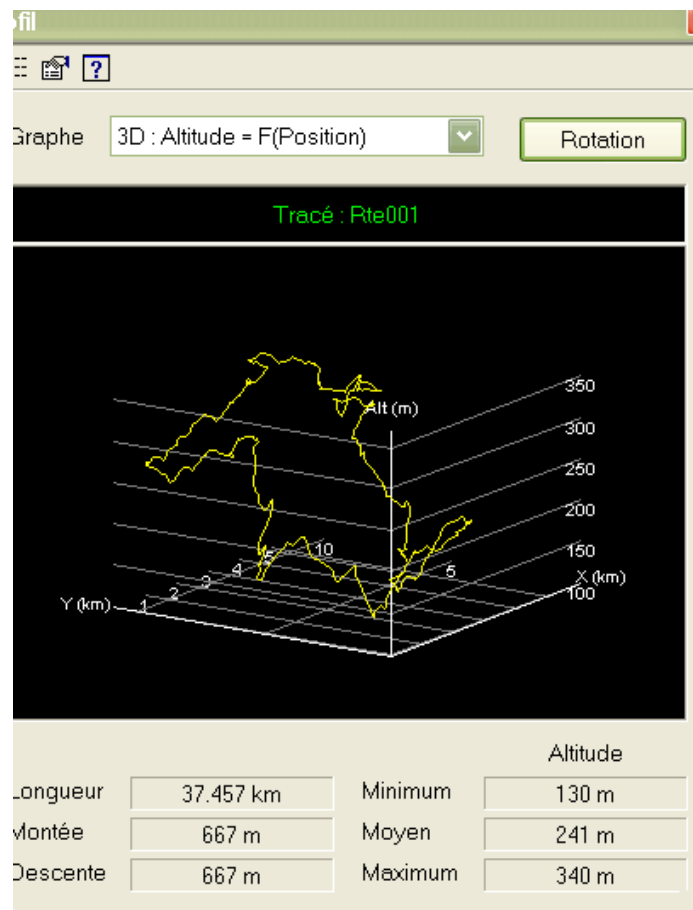 ofil
Graphe 3D : Altitude = F(Position) Rotation
Tracé : Rte001
Alt (m)
350
300
250
200
150
100
X (km)
5
10
5
4
3
2
1
Y (km)
Altitude
Longueur 37.457 km Minimum 130 m
Montée 667 m Moyen 241 m
Descente 667 m Maximum 340 m